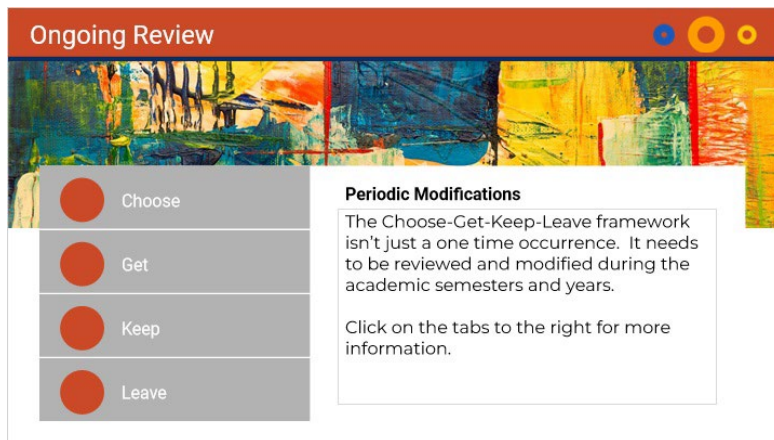 Ongoing Review
Choose
Get
Keep
Leave
Periodic Modifications
The Choose-Get-Keep-Leave framework
isn't just a one time occurrence.  It needs
to be reviewed and modified during the
academic semesters and years.
Click on the tabs to the right for more
information.